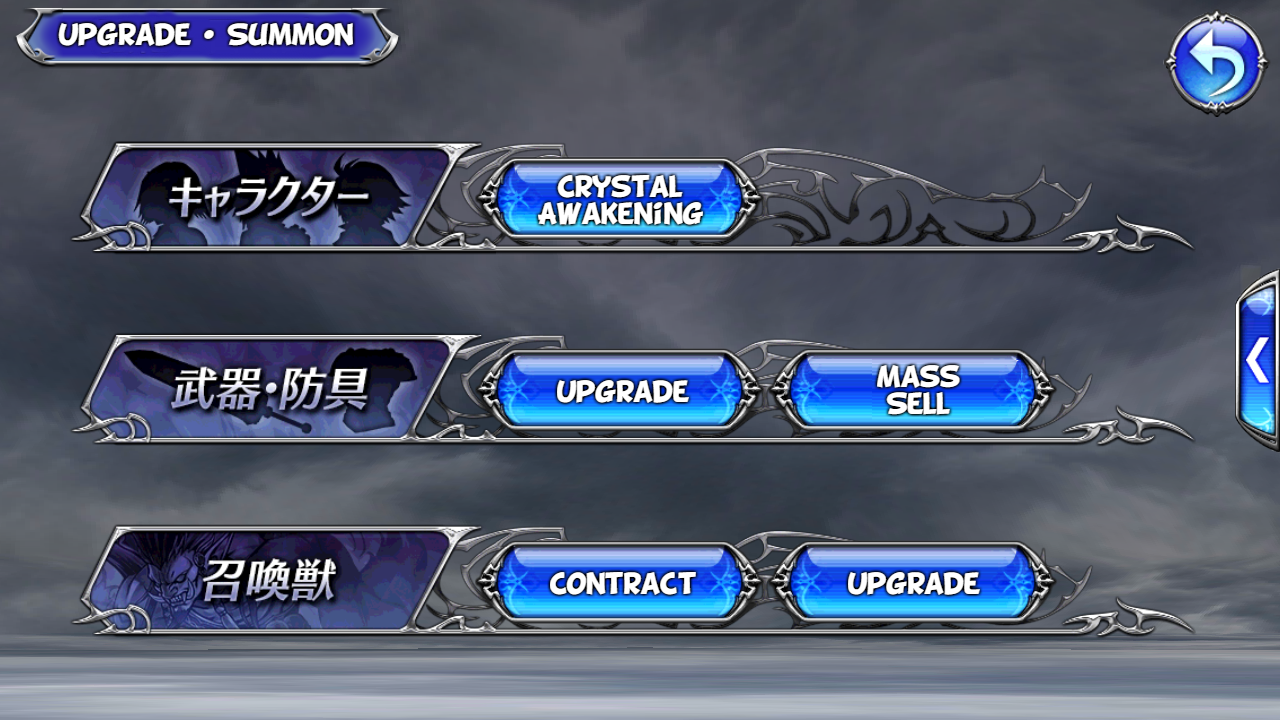 UPGRADE • SUMMON
キャラクター
CRYSTAL
AWAKENING
武器・防具
UPGRADE
MASS
SELL
召喚獣
CONTRACT
UPGRADE